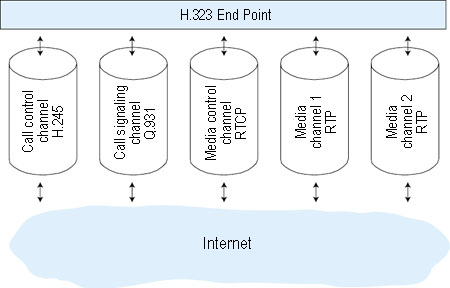 H.323 End Point
Call control
channel
H.245
Call signaling
channel
Q.931
Media control
channel
RTCP
Media
channel 1
RTP
Media
channel 2
RTP
Internet